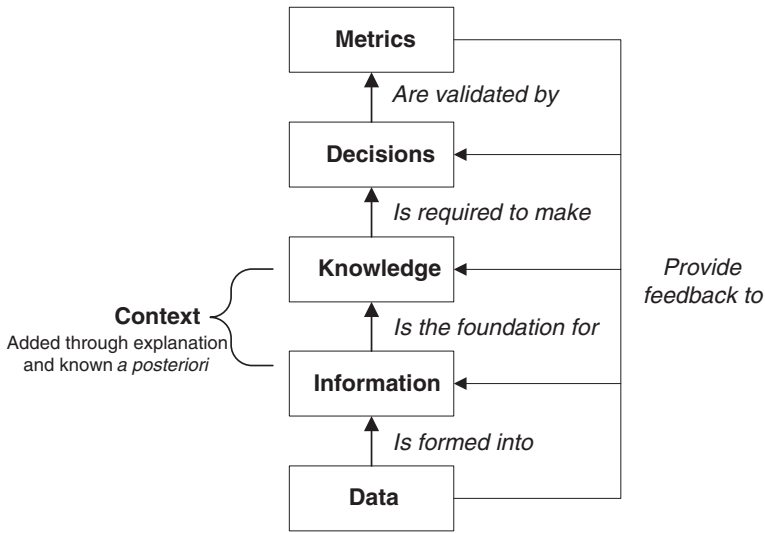 Metrics
Are validated by
Decisions
Is required to make
Knowledge
Provide
feedback to
Context
Added through explanation
and known a posteriori
Is the foundation for
Information
Is formed into
Data